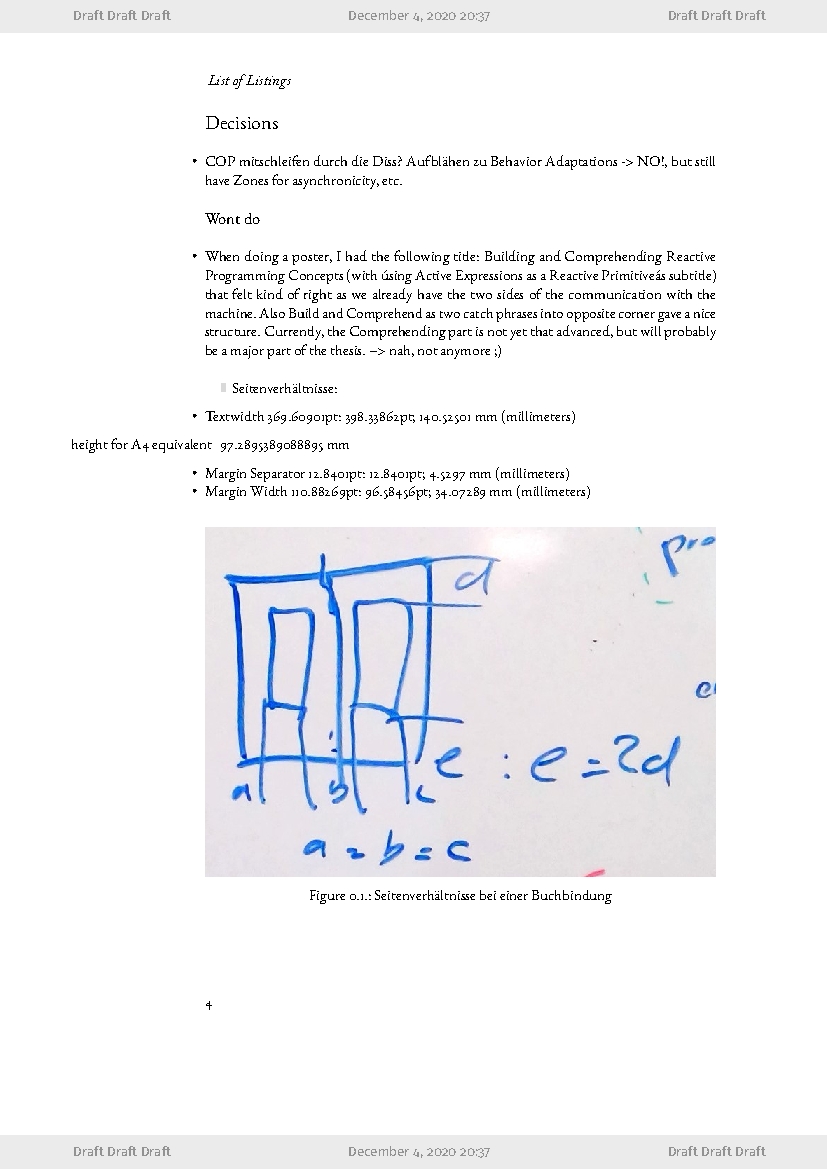 Draft Draft Draft December 4, 2020 20:37 Draft Draft Draft
List of Listings
Decisions
• COP mitschleifen durch die Diss? Aufblähen zu Behavior Adaptations -> NO!, but still
have Zones for asynchronicity, etc.
Wont do
• When doing a poster, I had the following title: Building and Comprehending Reactive
Programming Concepts (with úsing Active Expressions as a Reactive Primitiveás subtitle)
that felt kind of right as we already have the two sides of the communication with the
machine. Also Build and Comprehend as two catch phrases into opposite corner gave a nice
structure. Currently, the Comprehending part is not yet that advanced, but will probably
be a major part of the thesis. –> nah, not anymore ;)
Seitenverhältnisse:
• Textwidth 369.60901pt: 398.33862pt; 140.52501 mm (millimeters)
height for A4 equivalent 97.2895389088895 mm
• Margin Separator 12.8401pt: 12.8401pt; 4.5297 mm (millimeters)
• Margin Width 110.88269pt: 96.58456pt; 34.07289 mm (millimeters)
pro
d
e : e = 2d
a b c
a = b = c
Figure 0.1.: Seitenverhältnisse bei einer Buchbindung
4
Draft Draft Draft December 4, 2020 20:37 Draft Draft Draft